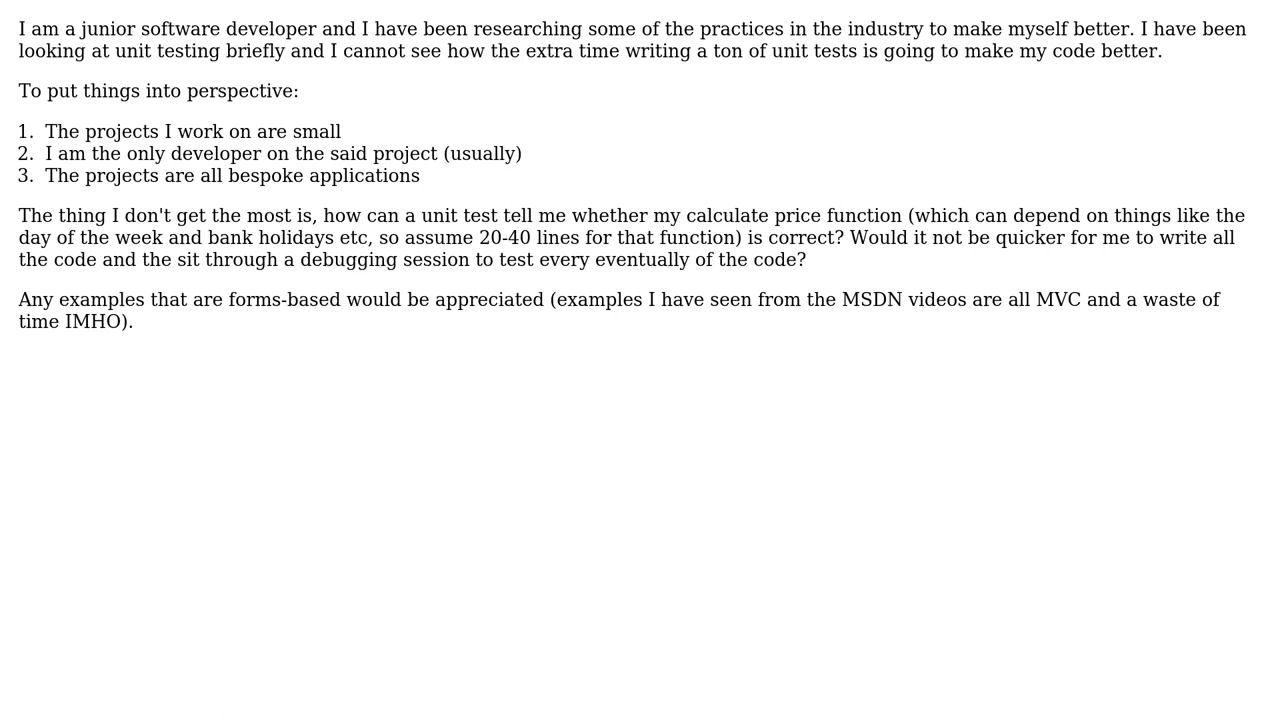 I am a junior software developer and I have been researching some of the practices in the industry to make myself better. I have been
looking at unit testing briefly and I cannot see how the extra time writing a ton of unit tests is going to make my code better.
To put things into perspective:
1. The projects I work on are small
2. I am the only developer on the said project (usually)
3. The projects are all bespoke applications
The thing I don't get the most is, how can a unit test tell me whether my calculate price function (which can depend on things like the
day of the week and bank holidays etc, so assume 20-40 lines for that function) is correct? Would it not be quicker for me to write all
the code and the sit through a debugging session to test every eventually of the code?
Any examples that are forms-based would be appreciated (examples I have seen from the MSDN videos are all MVC and a waste of
time IMHO).